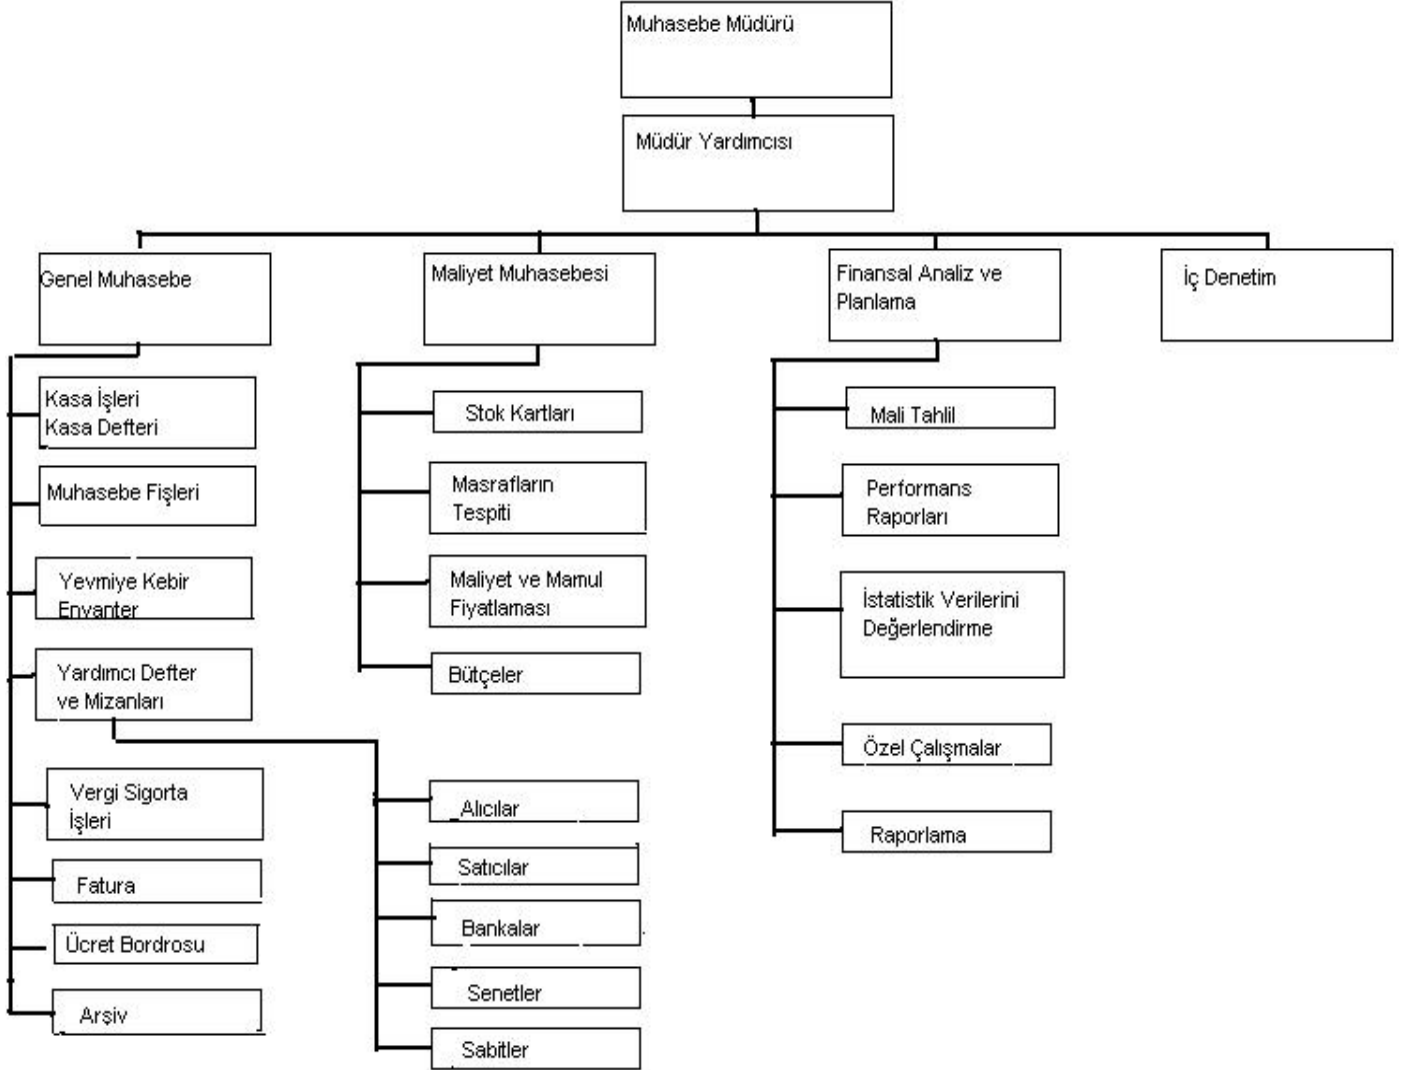 Muhasebe Müdürü
Müdür Yardımcısı
Genel Muhasebe
Maliyet Muhasebesi
Finansal Analiz ve
Planlama
İç Denetim
Kasa İşleri
Kasa Defteri
Muhasebe Fişleri
Yevmiye Kebir
Envanter
Yardımcı Defter
ve Mizanları
Vergi Sigorta
İşleri
Fatura
Ücret Bordrosu
Arşiv
Stok Kartları
Masrafların
Tespiti
Maliyet ve Mamul
Fiyatlaması
Bütçeler
Alıcılar
Satıcılar
Bankalar
Senetler
Sabitler
Mali Tahlil
Performans
Raporları
İstatistik Verilerini
Değerlendirme
Özel Çalışmalar
Raporlama